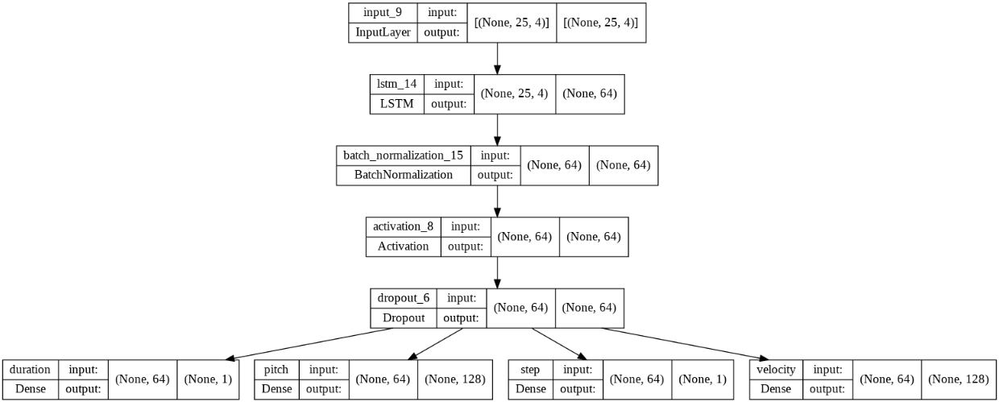 input_9 input: [(None, 25, 4)] [(None, 25, 4)]
InputLayer output:
lstm_14 input: (None, 25, 4) (None, 64)
LSTM output:
batch_normalization_15 input: (None, 64) (None, 64)
BatchNormalization output:
activation_8 input: (None, 64) (None, 64)
Activation output:
dropout_6 input: (None, 64) (None, 64)
Dropout output:
duration input: (None, 64) (None, 1)
Dense output:
pitch input: (None, 64) (None, 128)
Dense output:
step input: (None, 64) (None, 1)
Dense output:
velocity input: (None, 64) (None, 128)
Dense output: